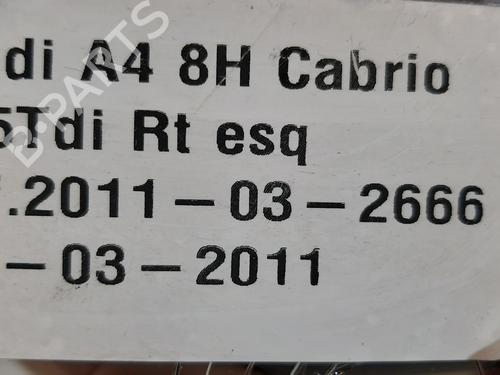 di A4 8H Cabrio
5Tdi Rt esq
.2011-03-2666
-03-2011
B-PARTS